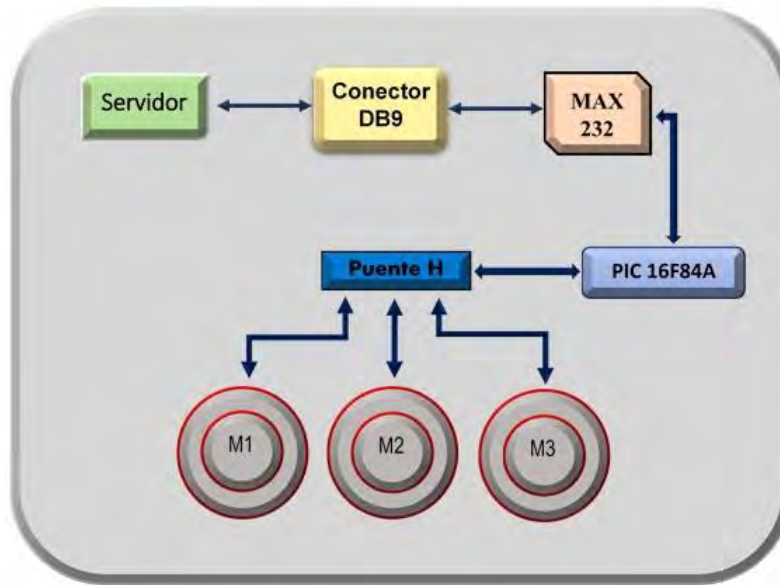 Servidor
Conector
DB9
MAX
232
Puente H
PIC 16F84A
M1
M2
M3